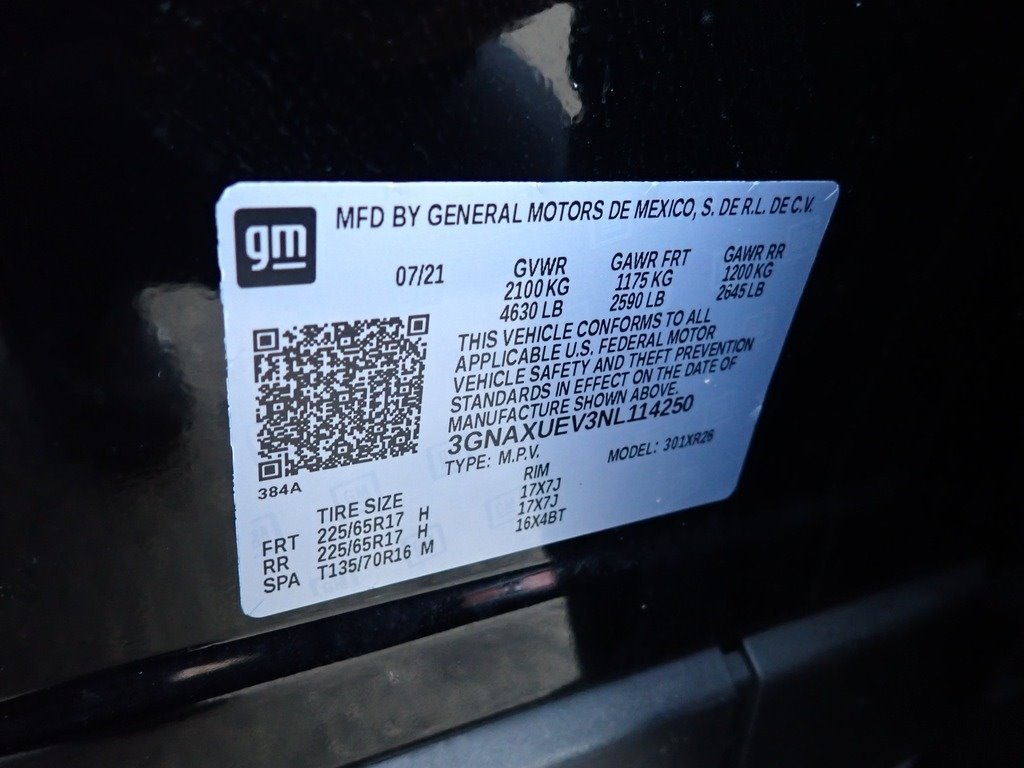 gm
MFD BY GENERAL MOTORS DE MEXICO, S. DE R.L. DE C.V.
07/21 GVWR GAWR FRT GAWR RR
2100 KG 1175 KG 1200 KG
4630 LB 2590 LB 2645 LB
THIS VEHICLE CONFORMS TO ALL
APPLICABLE U.S. FEDERAL MOTOR
VEHICLE SAFETY AND THEFT PREVENTION
STANDARDS IN EFFECT ON THE DATE OF
MANUFACTURE SHOWN ABOVE.
3GNAXUEV3NL114250
TYPE: M.P.V. MODEL: 301XR26
384A
TIRE SIZE RIM
FRT 225/65R17 H 17X7J
RR 225/65R17 H 17X7J
SPA T135/70R16 M 16X4BT